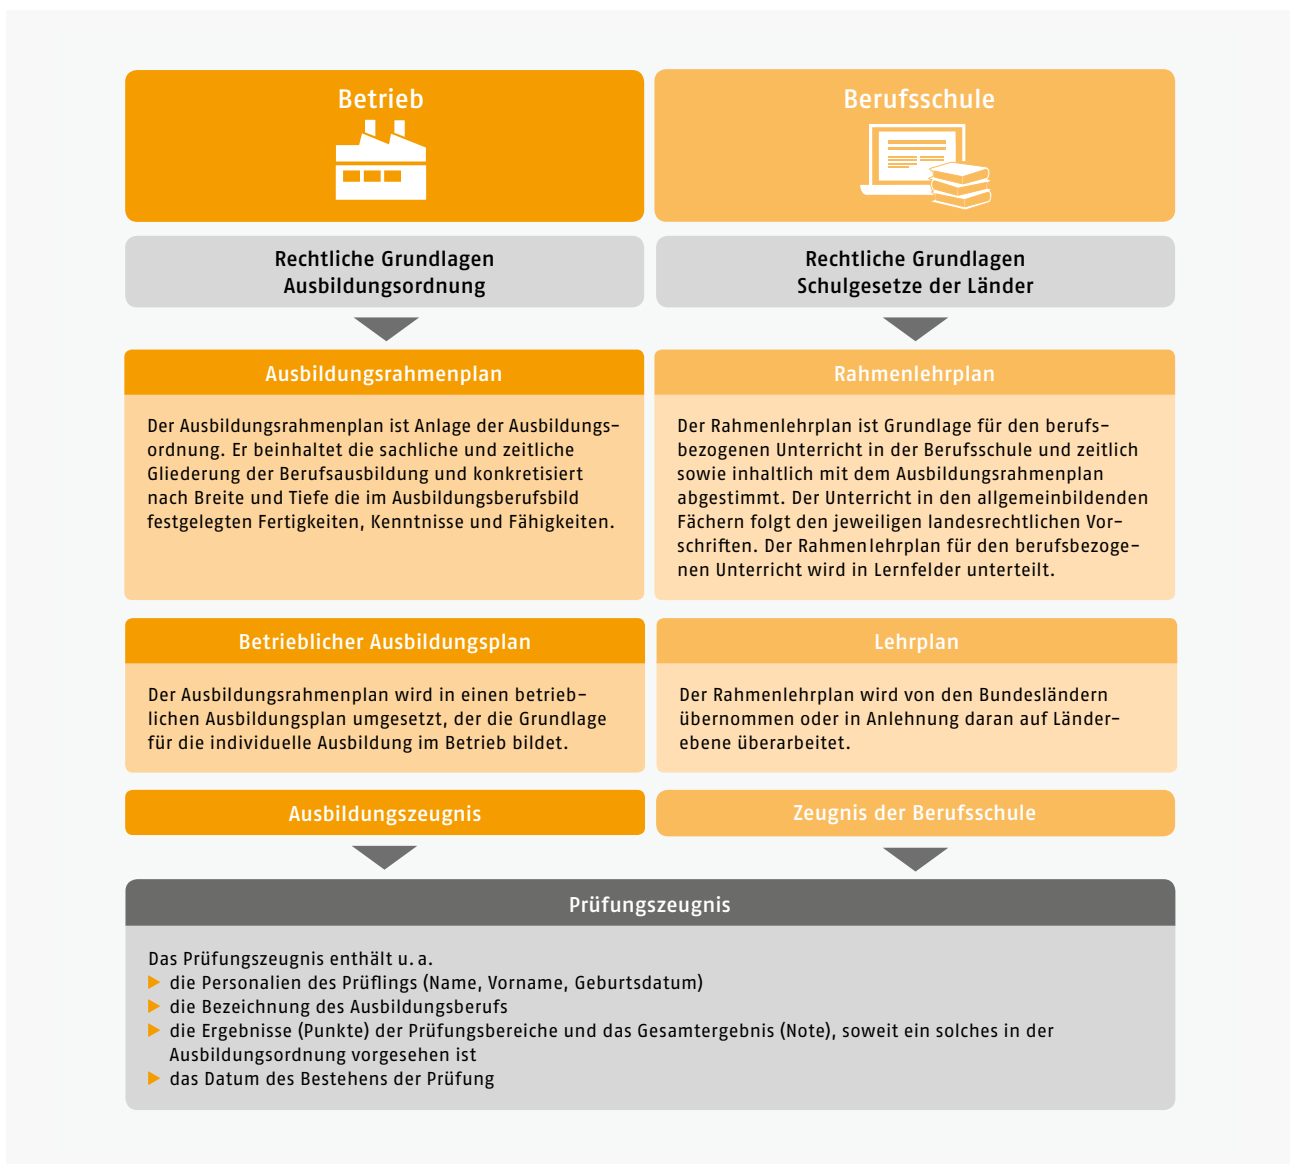 Betrieb
Berufsschule
Rechtliche Grundlagen
Ausbildungsordnung
Rechtliche Grundlagen
Schulgesetze der Länder
Ausbildungsrahmenplan
Der Ausbildungsrahmenplan ist Anlage der Ausbildungs-
ordnung. Er beinhaltet die sachliche und zeitliche
Gliederung der Berufsausbildung und konkretisiert
nach Breite und Tiefe die im Ausbildungsberufsbild
festgelegten Fertigkeiten, Kenntnisse und Fähigkeiten.
Rahmenlehrplan
Der Rahmenlehrplan ist Grundlage für den berufs-
bezogenen Unterricht in der Berufsschule und zeitlich
sowie inhaltlich mit dem Ausbildungsrahmenplan
abgestimmt. Der Unterricht in den allgemeinbildenden
Fächern folgt den jeweiligen landesrechtlichen Vor-
schriften. Der Rahmenlehrplan für den berufsbezoge-
nen Unterricht wird in Lernfelder unterteilt.
Betrieblicher Ausbildungsplan
Der Ausbildungsrahmenplan wird in einen betrieb-
lichen Ausbildungsplan umgesetzt, der die Grundlage
für die individuelle Ausbildung im Betrieb bildet.
Lehrplan
Der Rahmenlehrplan wird von den Bundesländern
übernommen oder in Anlehnung daran auf Länder-
ebene überarbeitet.
Ausbildungszeugnis
Zeugnis der Berufsschule
Prüfungszeugnis
Das Prüfungszeugnis enthält u. a.
▶ die Personalien des Prüflings (Name, Vorname, Geburtsdatum)
▶ die Bezeichnung des Ausbildungsberufs
▶ die Ergebnisse (Punkte) der Prüfungsbereiche und das Gesamtergebnis (Note), soweit ein solches in der
Ausbildungsordnung vorgesehen ist
▶ das Datum des Bestehens der Prüfung